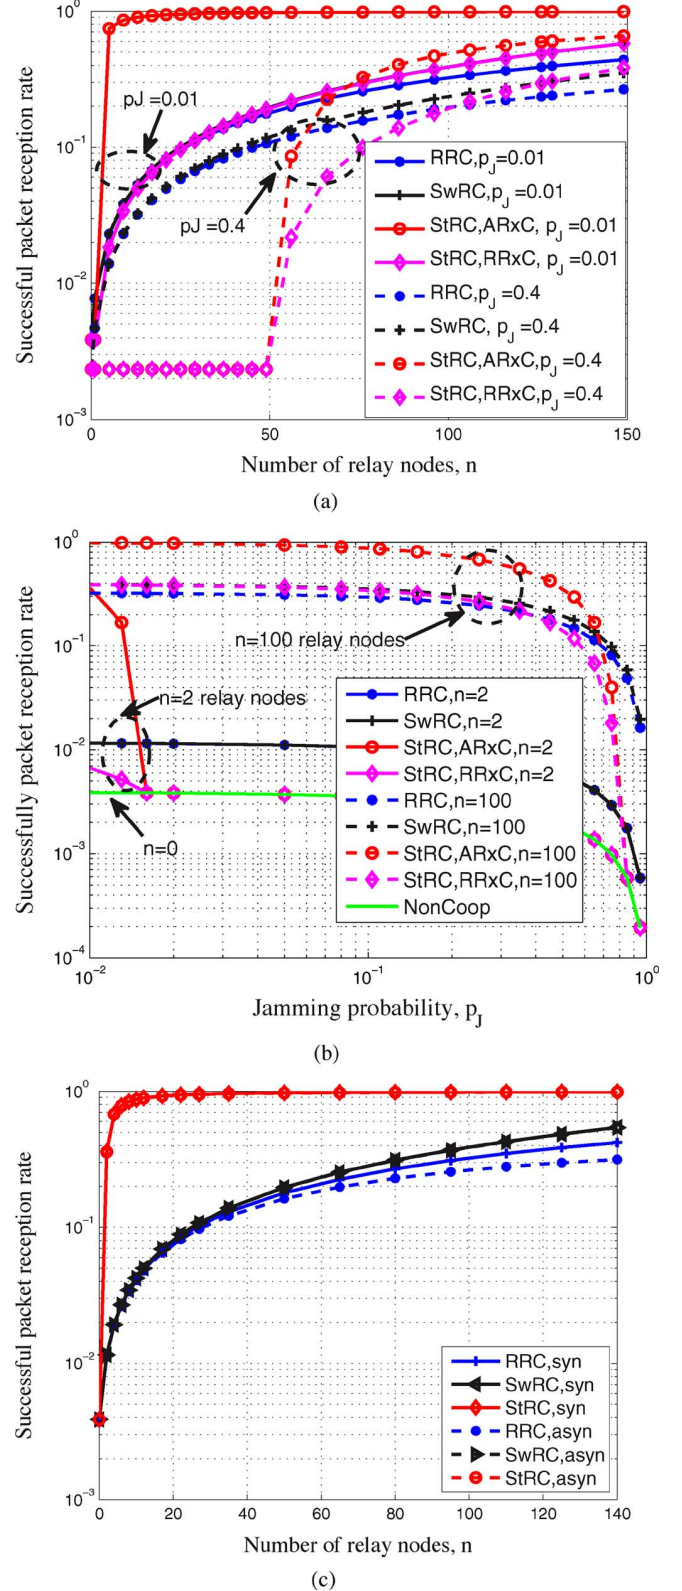 Successful packet reception rate
10^0
10^-1
10^-2
10^-3
pJ =0.01
pJ =0.4
RRC,p_J=0.01
SwRC,p_J=0.01
StRC,ARxC, p_J=0.01
StRC,RRxC, p_J=0.01
RRC,p_J=0.4
SwRC, p_J=0.4
StRC,ARxC,p_J=0.4
StRC,RRxC,p_J=0.4
0 50 100 150
Number of relay nodes, n
(a)
Successfully packet reception rate
10^0
10^-1
10^-2
10^-3
10^-4
n=100 relay nodes
n=2 relay nodes
n=0
RRC,n=2
SwRC,n=2
StRC,ARxC,n=2
StRC,RRxC,n=2
RRC,n=100
SwRC,n=100
StRC,ARxC,n=100
StRC,RRxC,n=100
NonCoop
10^-2 10^-1 10^0
Jamming probability, p_J
(b)
Successful packet reception rate
10^0
10^-1
10^-2
10^-3
RRC,syn
SwRC,syn
StRC,syn
RRC,asyn
SwRC,asyn
StRC,asyn
0 20 40 60 80 100 120 140
Number of relay nodes, n
(c)